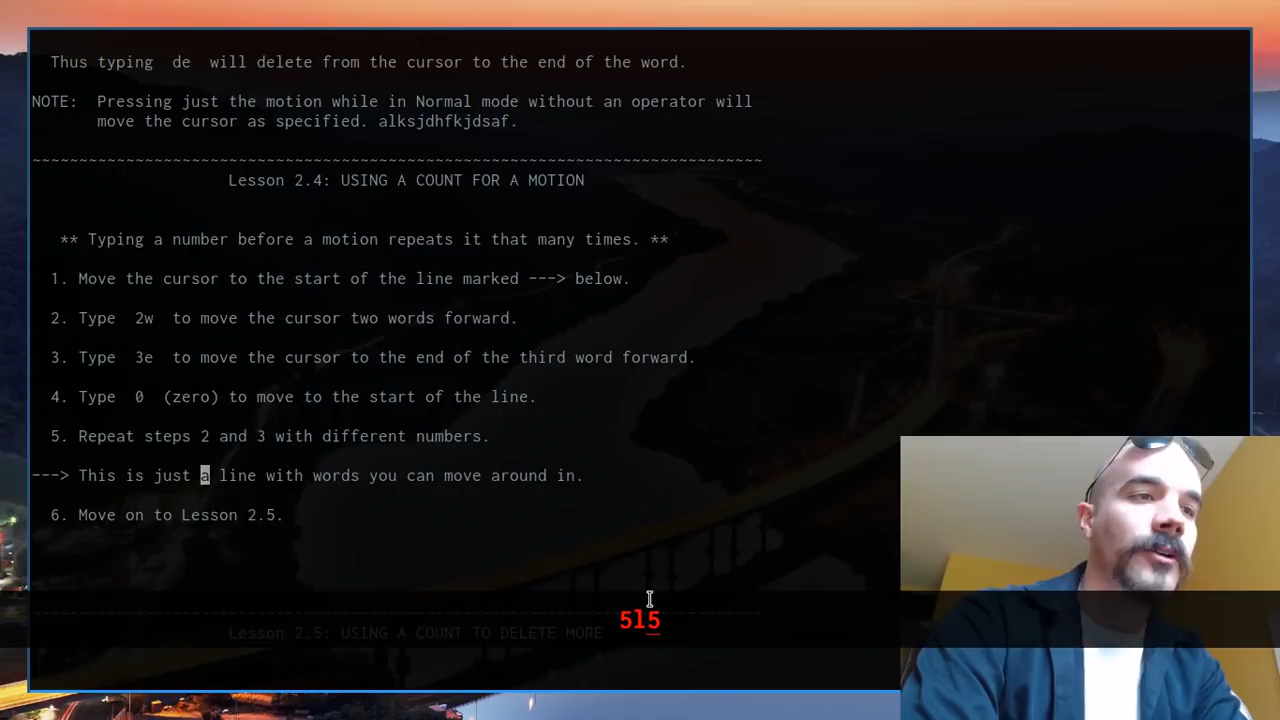 Thus typing  de  will delete from the cursor to the end of the word.
NOTE:  Pressing just the motion while in Normal mode without an operator will
move the cursor as specified. alksjdhfkjdsaf.
~~~~~~~~~~~~~~~~~~~~~~~~~~~~~~~~~~~~~~~~~~~~~~~~~~~~~~~~~~~~~~~~~~~~~~~~~~~~~~
Lesson 2.4: USING A COUNT FOR A MOTION
** Typing a number before a motion repeats it that many times. **
1. Move the cursor to the start of the line marked ---> below.
2. Type  2w  to move the cursor two words forward.
3. Type  3e  to move the cursor to the end of the third word forward.
4. Type  0  (zero) to move to the start of the line.
5. Repeat steps 2 and 3 with different numbers.
---> This is just a line with words you can move around in.
6. Move on to Lesson 2.5.
~~~~~~~~~~~~~~~~~~~~~~~~~~~~~~~~~~~~~~~~~~~~~~~~~~~~~~~~~~~~~~~~~~~~~~~~~~~~~~
5l5
Lesson 2.5: USING A COUNT TO DELETE MORE